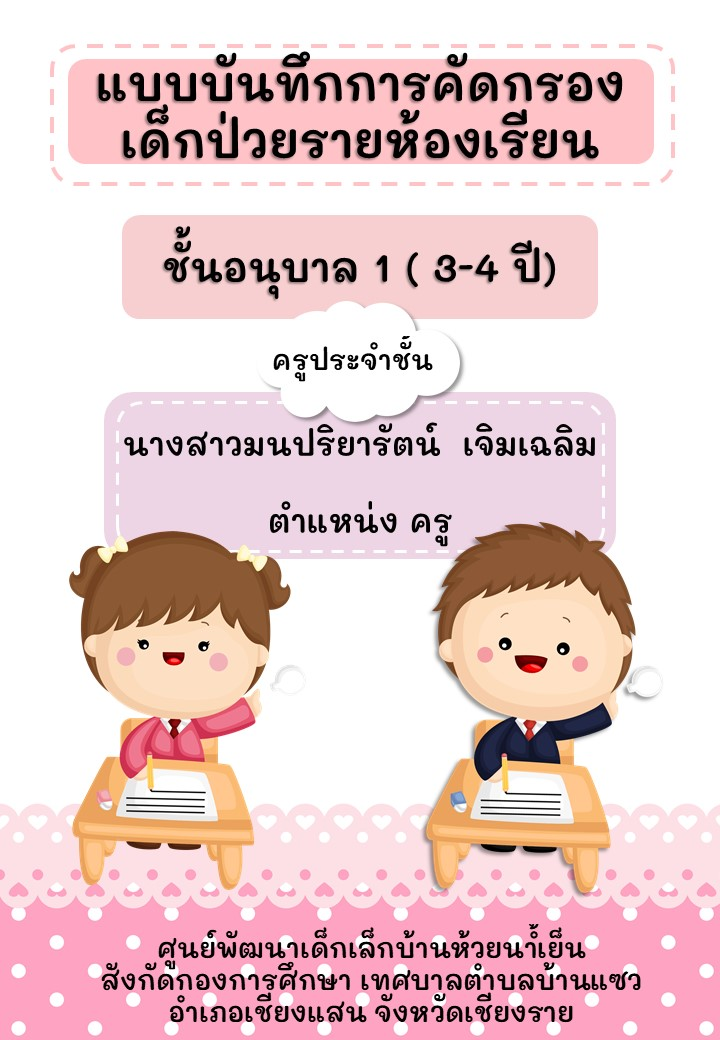 แบบบันทึกการคัดกรอง
เด็กป่วยรายห้องเรียน
ชั้นอนุบาล 1 ( 3-4 ปี)
ครูประจำชั้น
นางสาวมนปริยารัตน์ เจิมเฉลิม
ตำแหน่ง ครู
ศูนย์พัฒนาเด็กเล็กบ้านห้วยน้ำเย็น
สังกัดกองการศึกษา เทศบาลตำบลบ้านแซว
อำเภอเชียงแสน จังหวัดเชียงราย